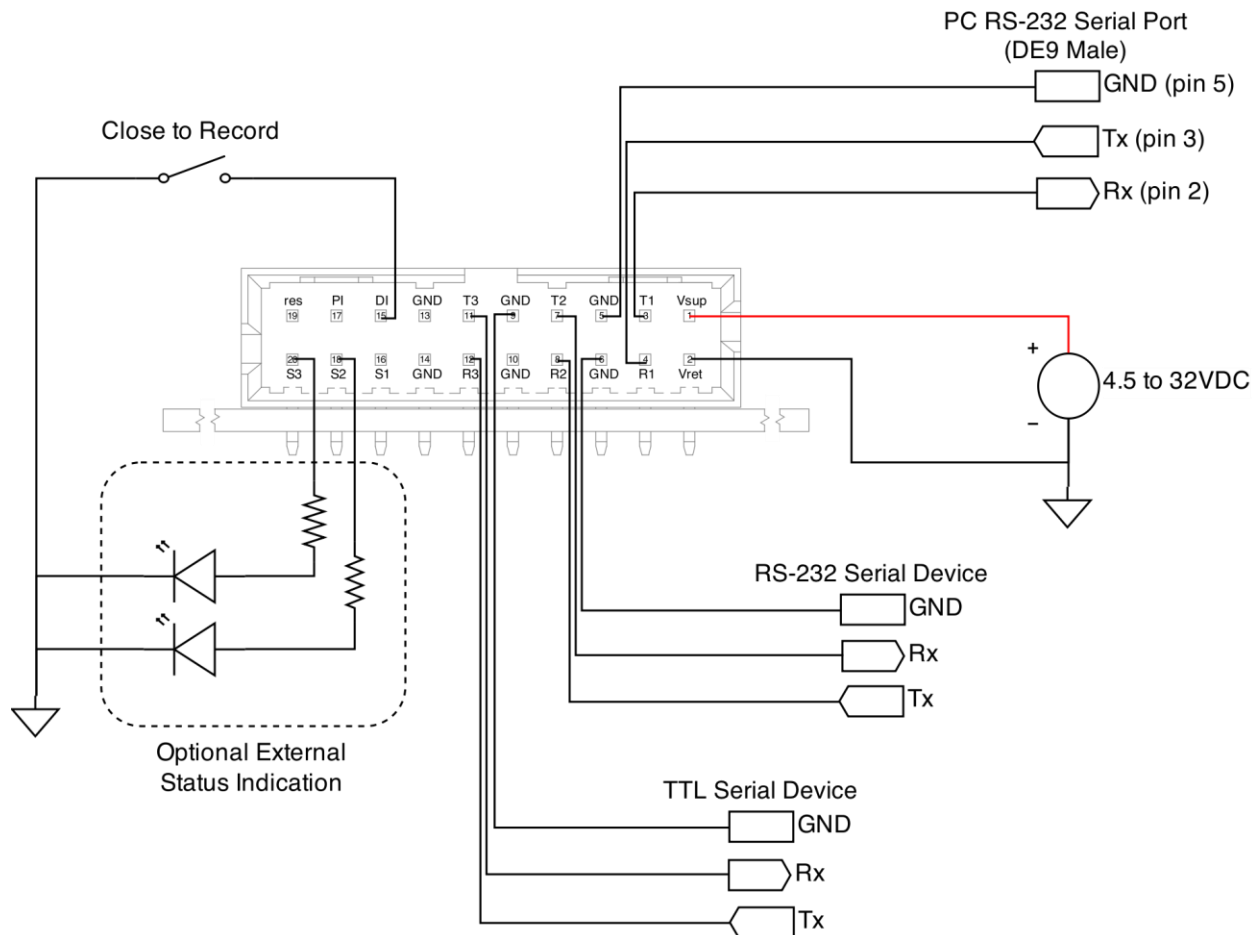 PC RS-232 Serial Port
(DE9 Male)
GND (pin 5)
Tx (pin 3)
Rx (pin 2)
Close to Record
res PI DI GND T3 GND T2 GND T1 Vsup
19 17 15 13 11 9 7 5 3 1
20 18 16 14 12 10 8 6 4 2
S3 S2 S1 GND R3 GND R2 GND R1 Vret
+
4.5 to 32VDC
−
RS-232 Serial Device
GND
Rx
Tx
Optional External
Status Indication
TTL Serial Device
GND
Rx
Tx